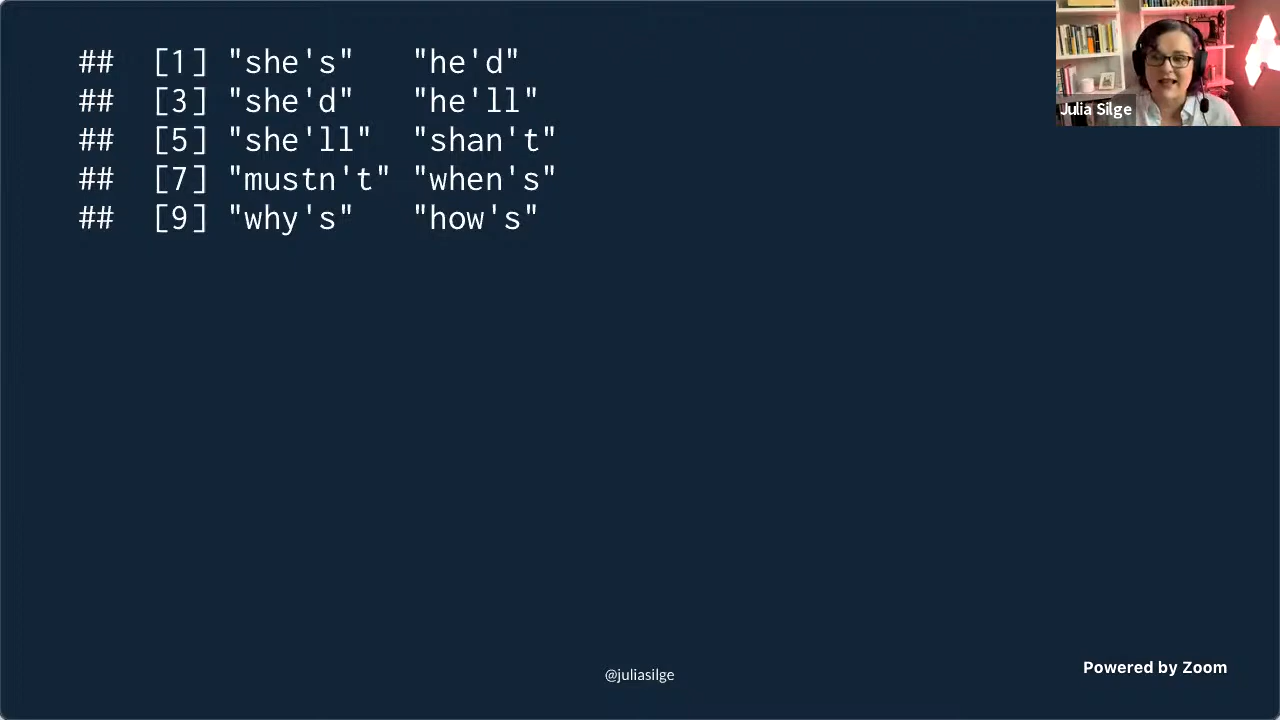 ## [1] "she's" "he'd"
## [3] "she'd" "he'll"
## [5] "she'll" "shan't"
## [7] "mustn't" "when's"
## [9] "why's" "how's"
Julia Silge
@juliasilge
Powered by Zoom